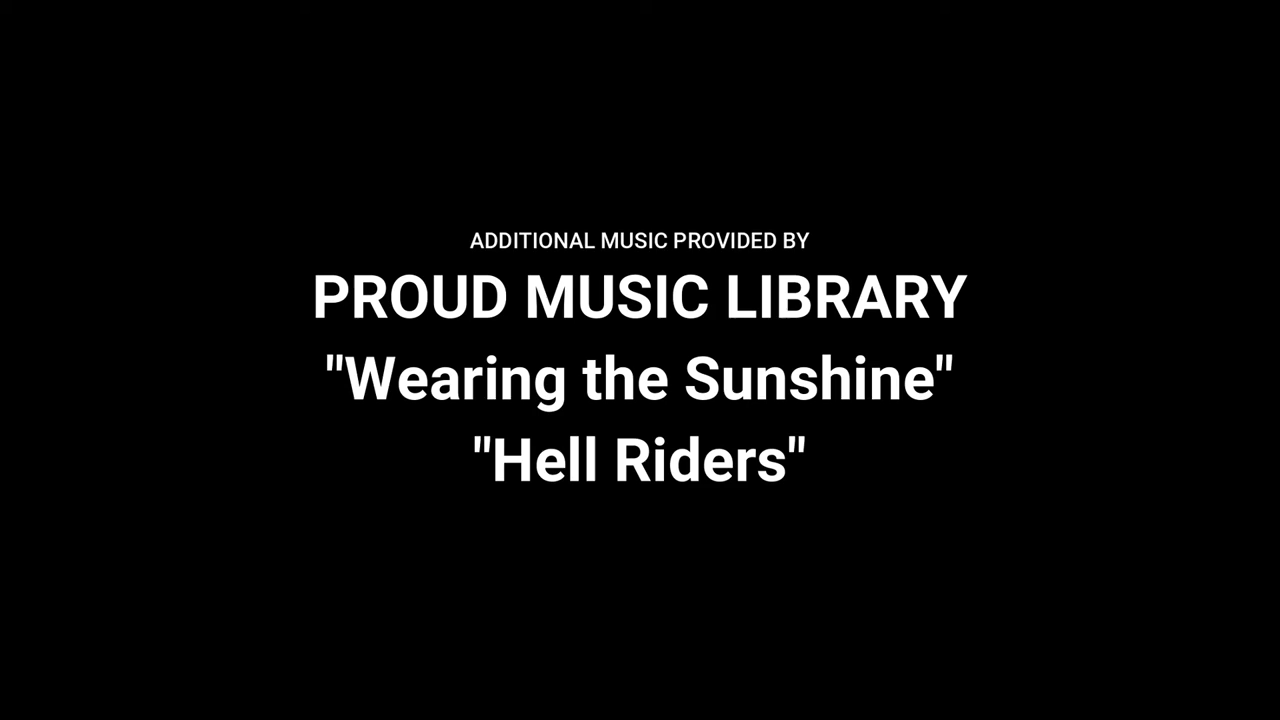 ADDITIONAL MUSIC PROVIDED BY
PROUD MUSIC LIBRARY
"Wearing the Sunshine"
"Hell Riders"